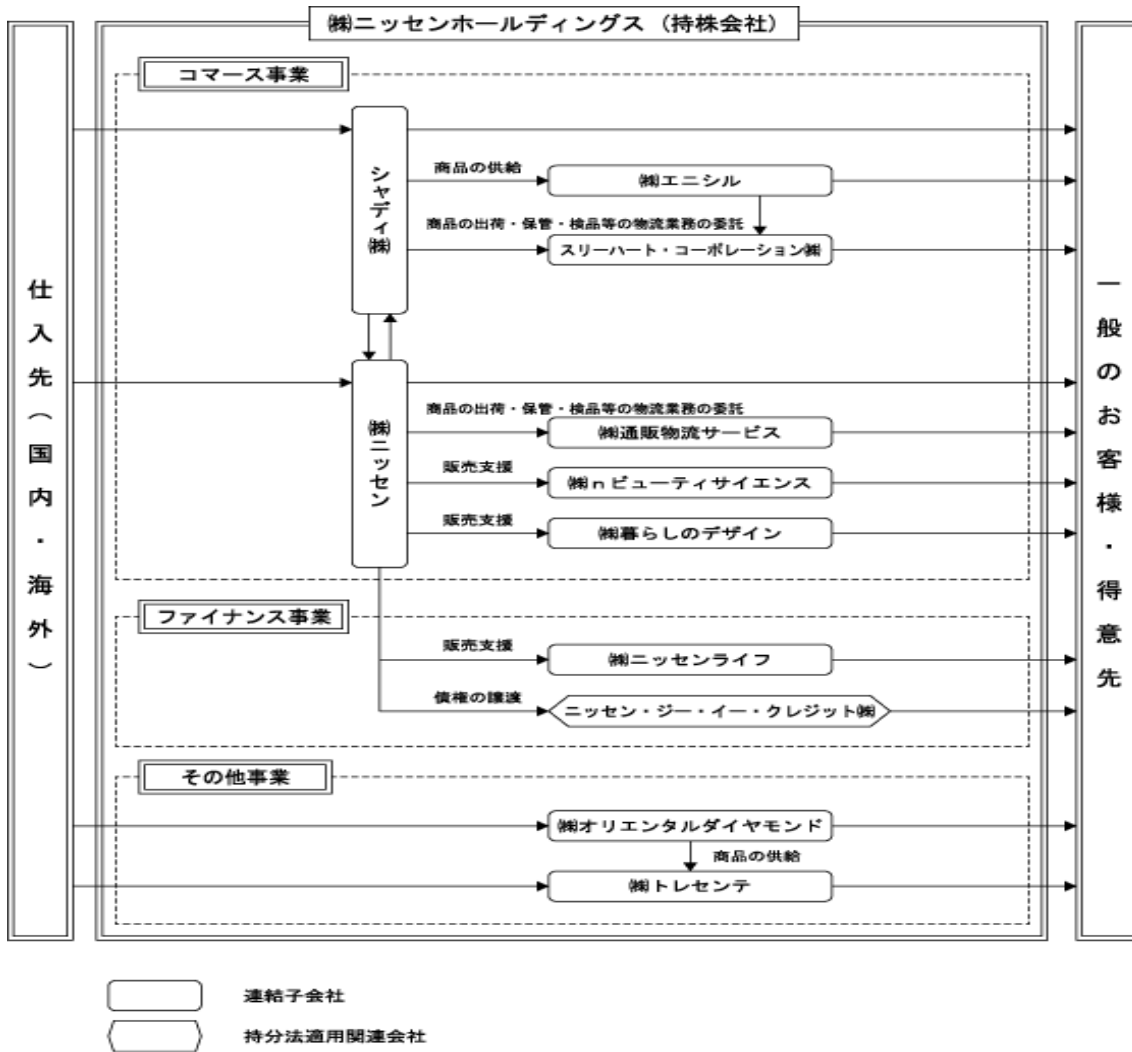 ㈱ニッセンホールディングス（持株会社）
仕入先（国内・海外）
一般のお客様・得意先
コマース事業
シャディ㈱
商品の供給
㈱エニシル
商品の出荷・保管・検品等の物流業務の委託
スリーハート・コーポレーション㈱
㈱ニッセン
商品の出荷・保管・検品等の物流業務の委託
㈱通販物流サービス
販売支援
㈱ｎビューティサイエンス
販売支援
㈱暮らしのデザイン
ファイナンス事業
販売支援
㈱ニッセンライフ
債権の譲渡
ニッセン・ジー・イー・クレジット㈱
その他事業
㈱オリエンタルダイヤモンド
商品の供給
㈱トレセンテ
連結子会社
持分法適用関連会社